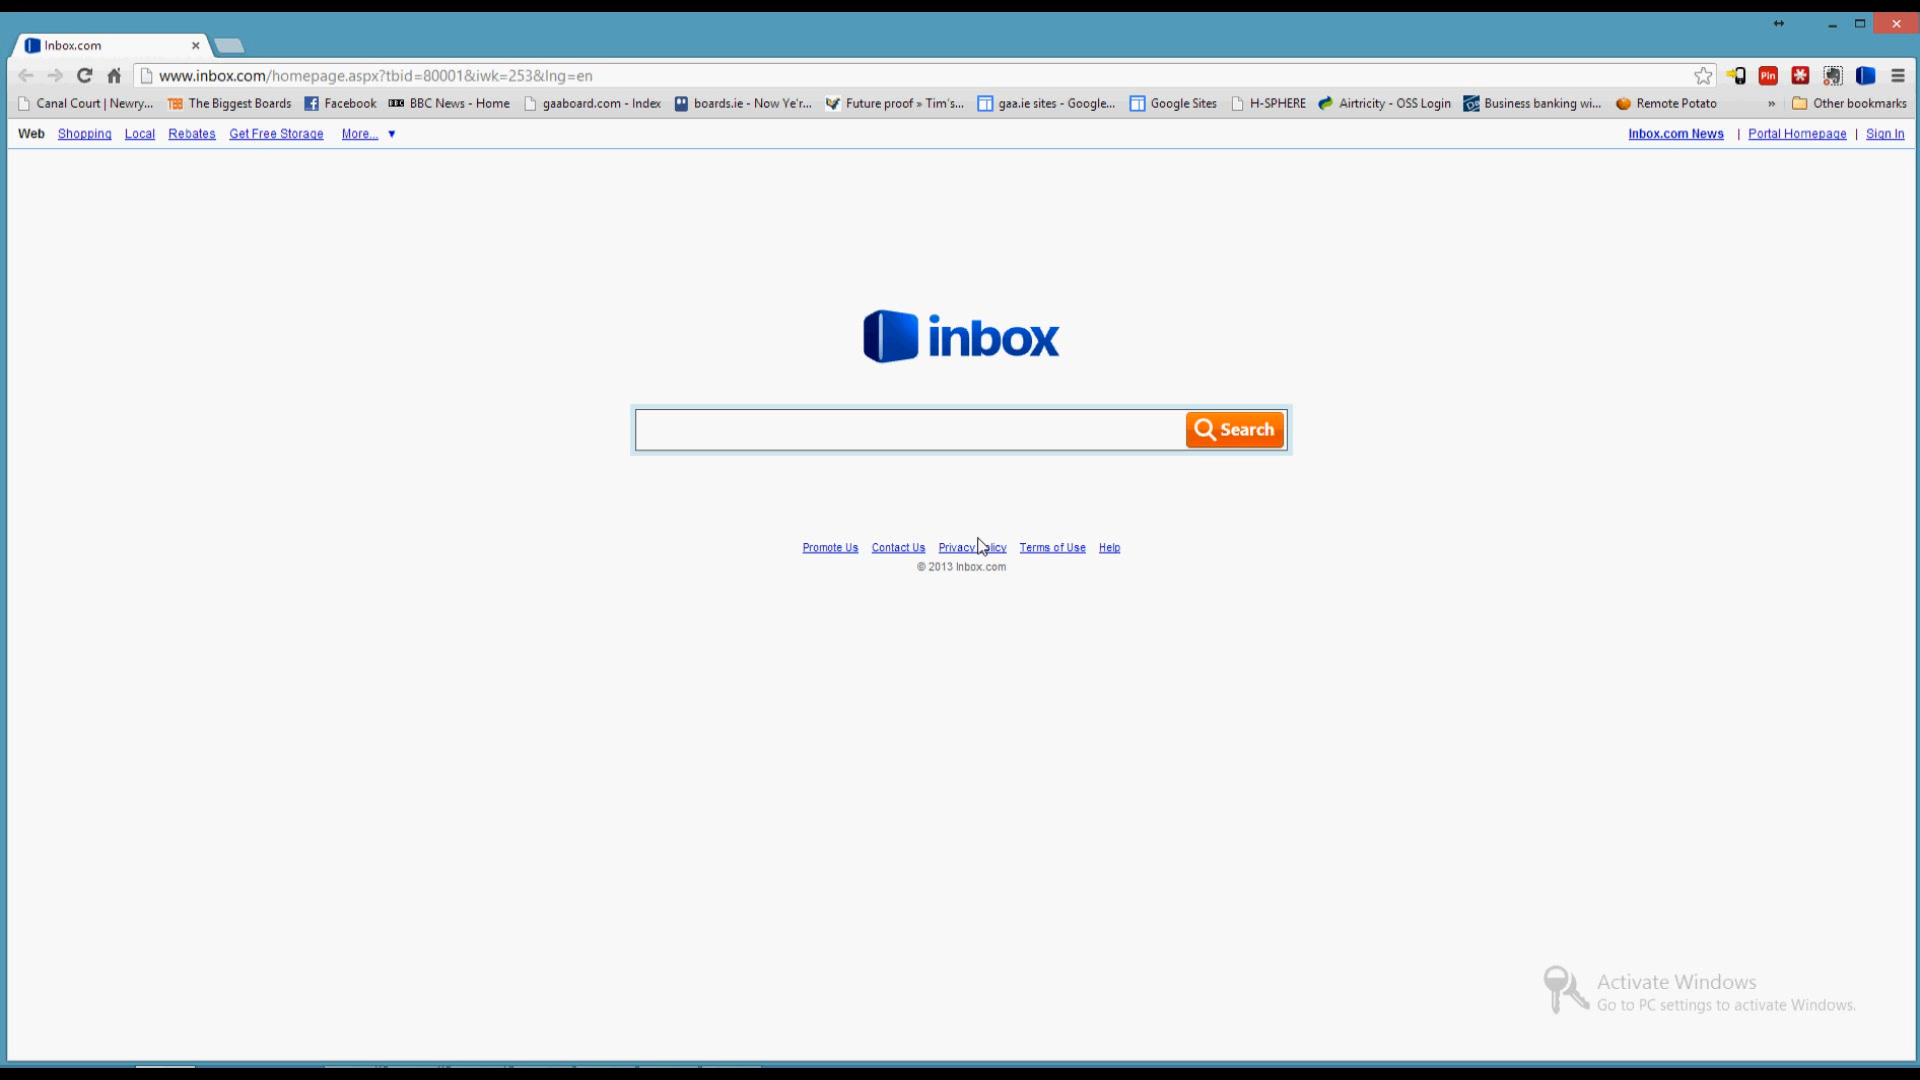 Inbox.com
www.inbox.com/homepage.aspx?tbid=80001&iwk=253&lng=en
Pin
Canal Court | Newry... TBB The Biggest Boards Facebook BBC News - Home gaaboard.com - Index boards.ie - Now Ye'r... Future proof » Tim's... gaa.ie sites - Google... Google Sites H-SPHERE Airtricity - OSS Login Business banking wi... Remote Potato » Other bookmarks
Web Shopping Local Rebates Get Free Storage More... Inbox.com News | Portal Homepage | Sign In
inbox
Search
Promote Us Contact Us Privacy Terms of Use Help
© 2013 Inbox.com
Activate Windows
Go to PC settings to activate Windows.